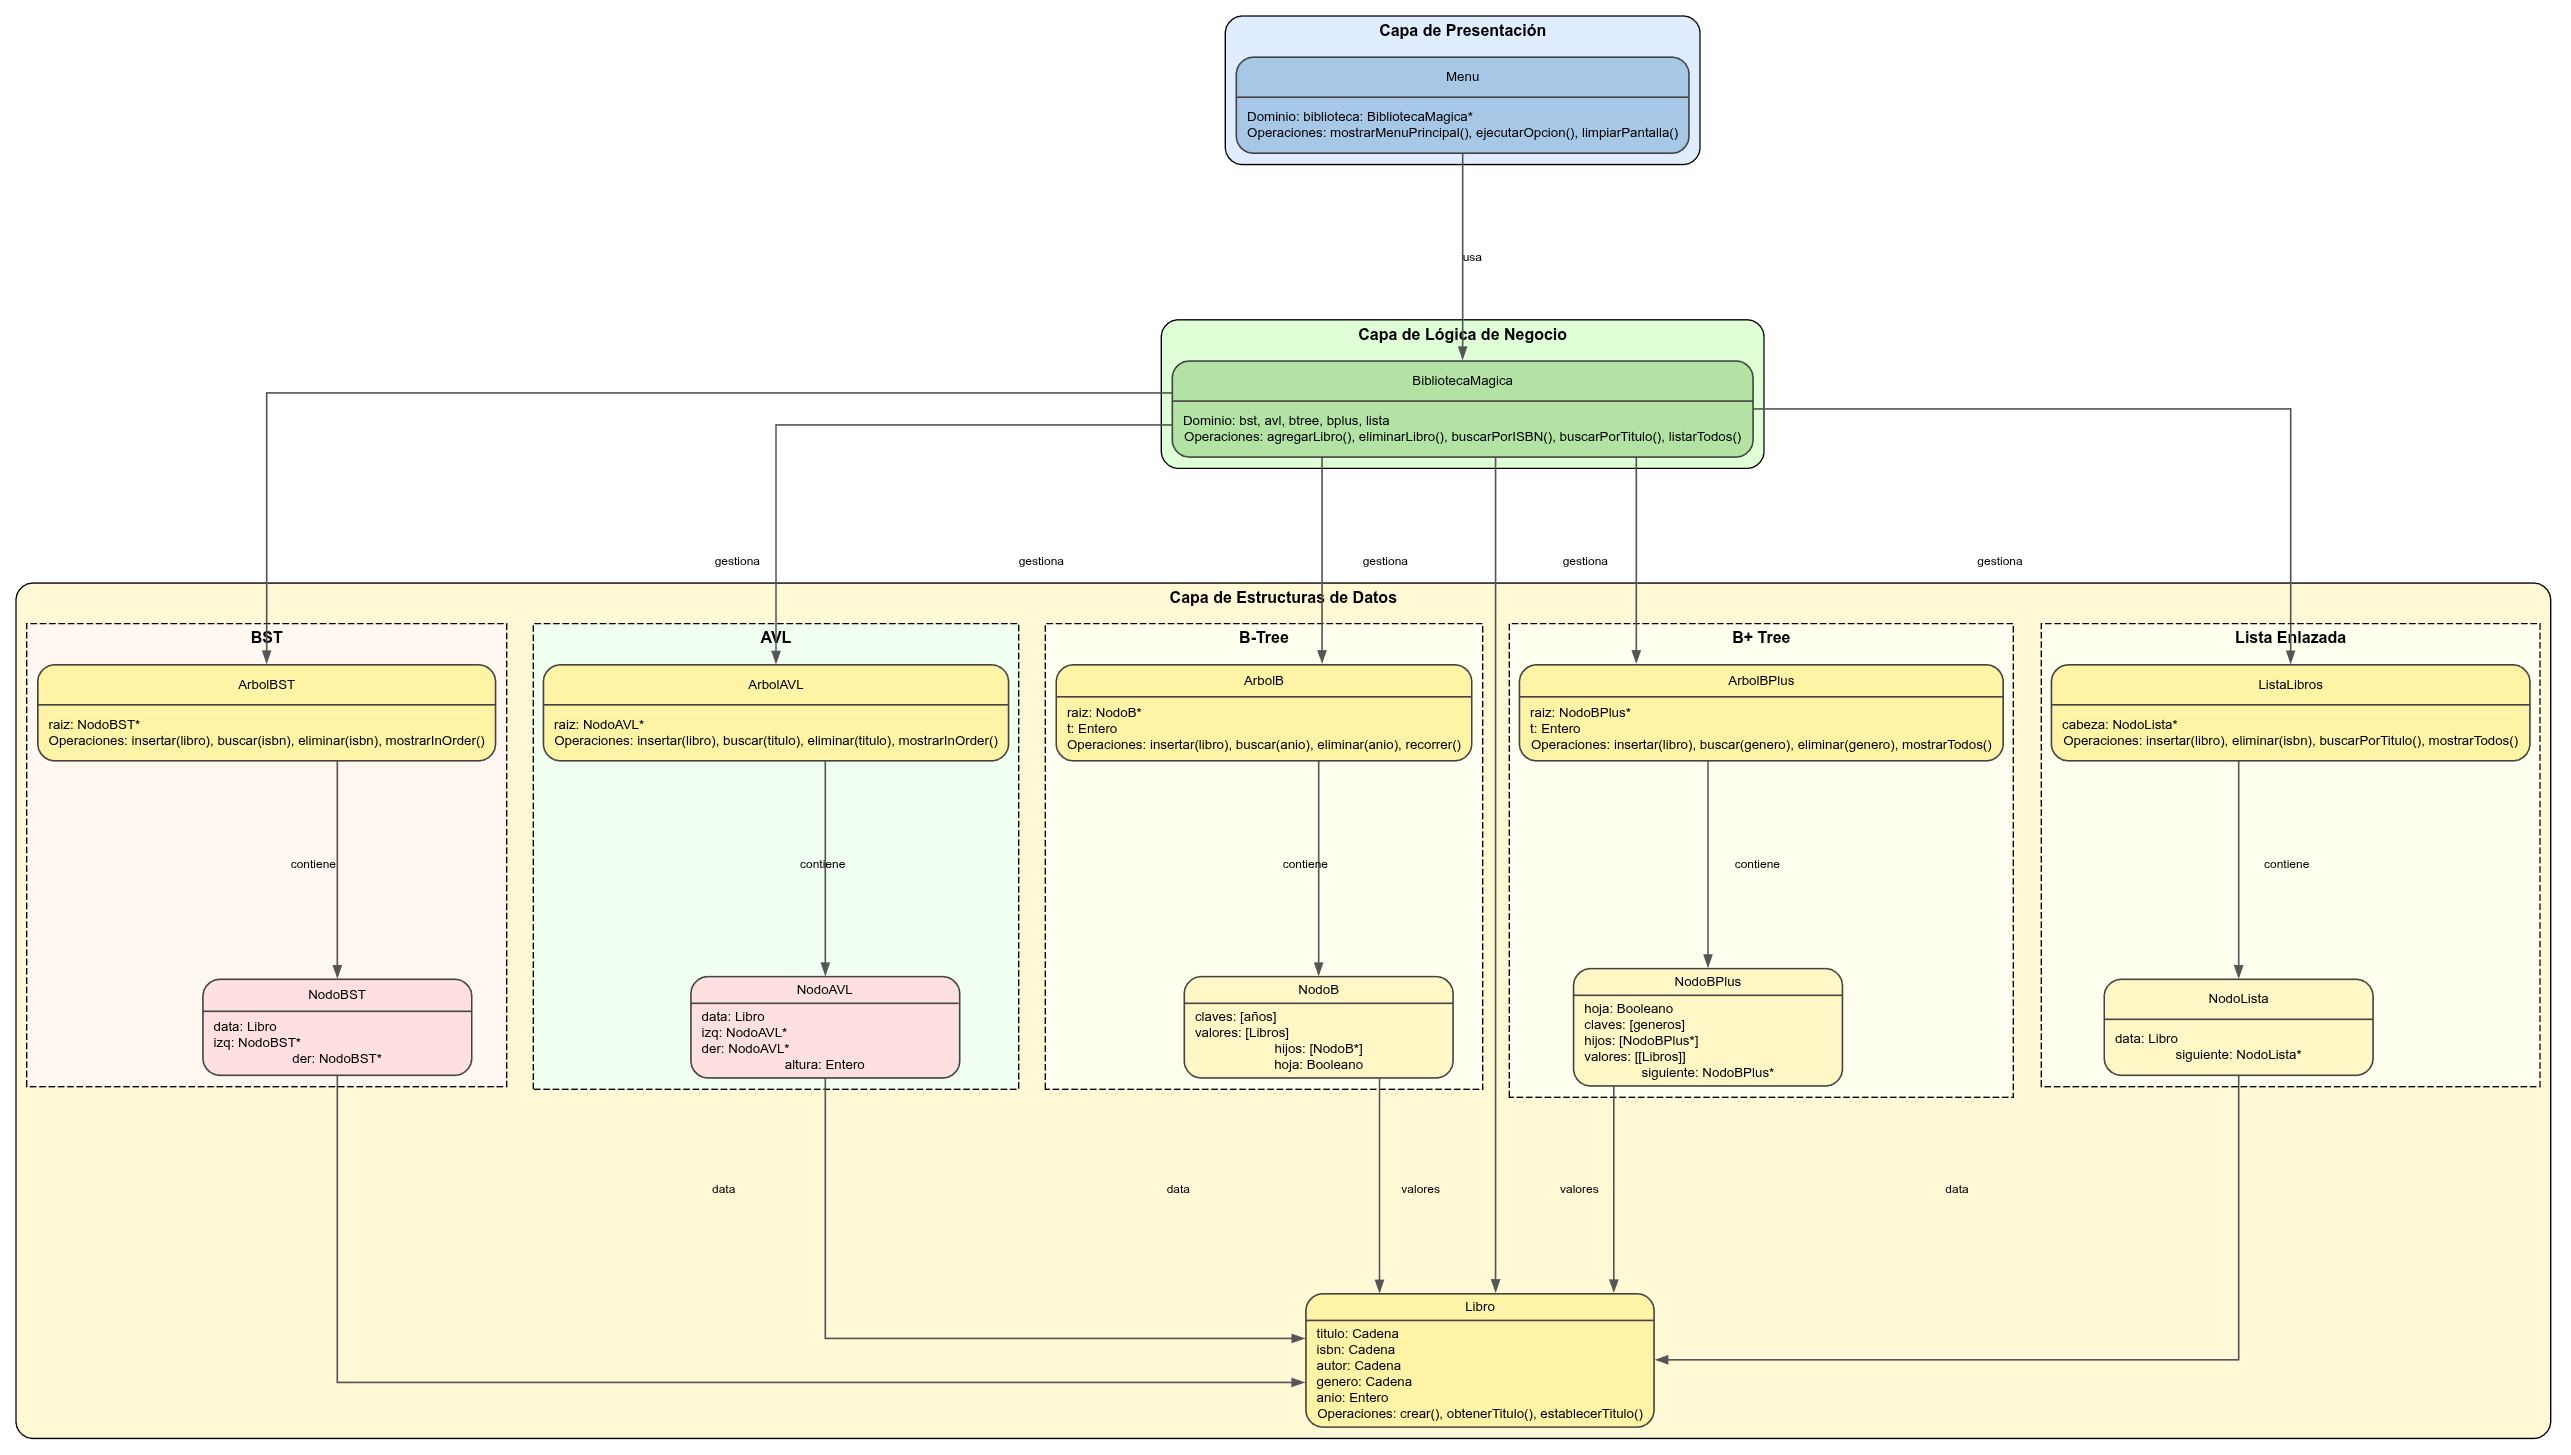 Capa de Presentación
Menu
Dominio: biblioteca: BibliotecaMagica*
Operaciones: mostrarMenuPrincipal(), ejecutarOpcion(), limpiarPantalla()
usa
Capa de Lógica de Negocio
BibliotecaMagica
Dominio: bst, avl, btree, bplus, lista
Operaciones: agregarLibro(), eliminarLibro(), buscarPorISBN(), buscarPorTitulo(), listarTodos()
gestiona
gestiona
gestiona
gestiona
gestiona
Capa de Estructuras de Datos
BST
ArbolBST
raiz: NodoBST*
Operaciones: insertar(libro), buscar(isbn), eliminar(isbn), mostrarInOrder()
contiene
NodoBST
data: Libro
izq: NodoBST*
der: NodoBST*
AVL
ArbolAVL
raiz: NodoAVL*
Operaciones: insertar(libro), buscar(titulo), eliminar(titulo), mostrarInOrder()
contiene
NodoAVL
data: Libro
izq: NodoAVL*
der: NodoAVL*
altura: Entero
B-Tree
ArbolB
raiz: NodoB*
t: Entero
Operaciones: insertar(libro), buscar(anio), eliminar(anio), recorrer()
contiene
NodoB
claves: [años]
valores: [Libros]
hijos: [NodoB*]
hoja: Booleano
B+ Tree
ArbolBPlus
raiz: NodoBPlus*
t: Entero
Operaciones: insertar(libro), buscar(genero), eliminar(genero), mostrarTodos()
contiene
NodoBPlus
hoja: Booleano
claves: [generos]
hijos: [NodoBPlus*]
valores: [[Libros]]
siguiente: NodoBPlus*
Lista Enlazada
ListaLibros
cabeza: NodoLista*
Operaciones: insertar(libro), eliminar(isbn), buscarPorTitulo(), mostrarTodos()
contiene
NodoLista
data: Libro
siguiente: NodoLista*
data
data
valores
valores
data
Libro
titulo: Cadena
isbn: Cadena
autor: Cadena
genero: Cadena
anio: Entero
Operaciones: crear(), obtenerTitulo(), establecerTitulo()